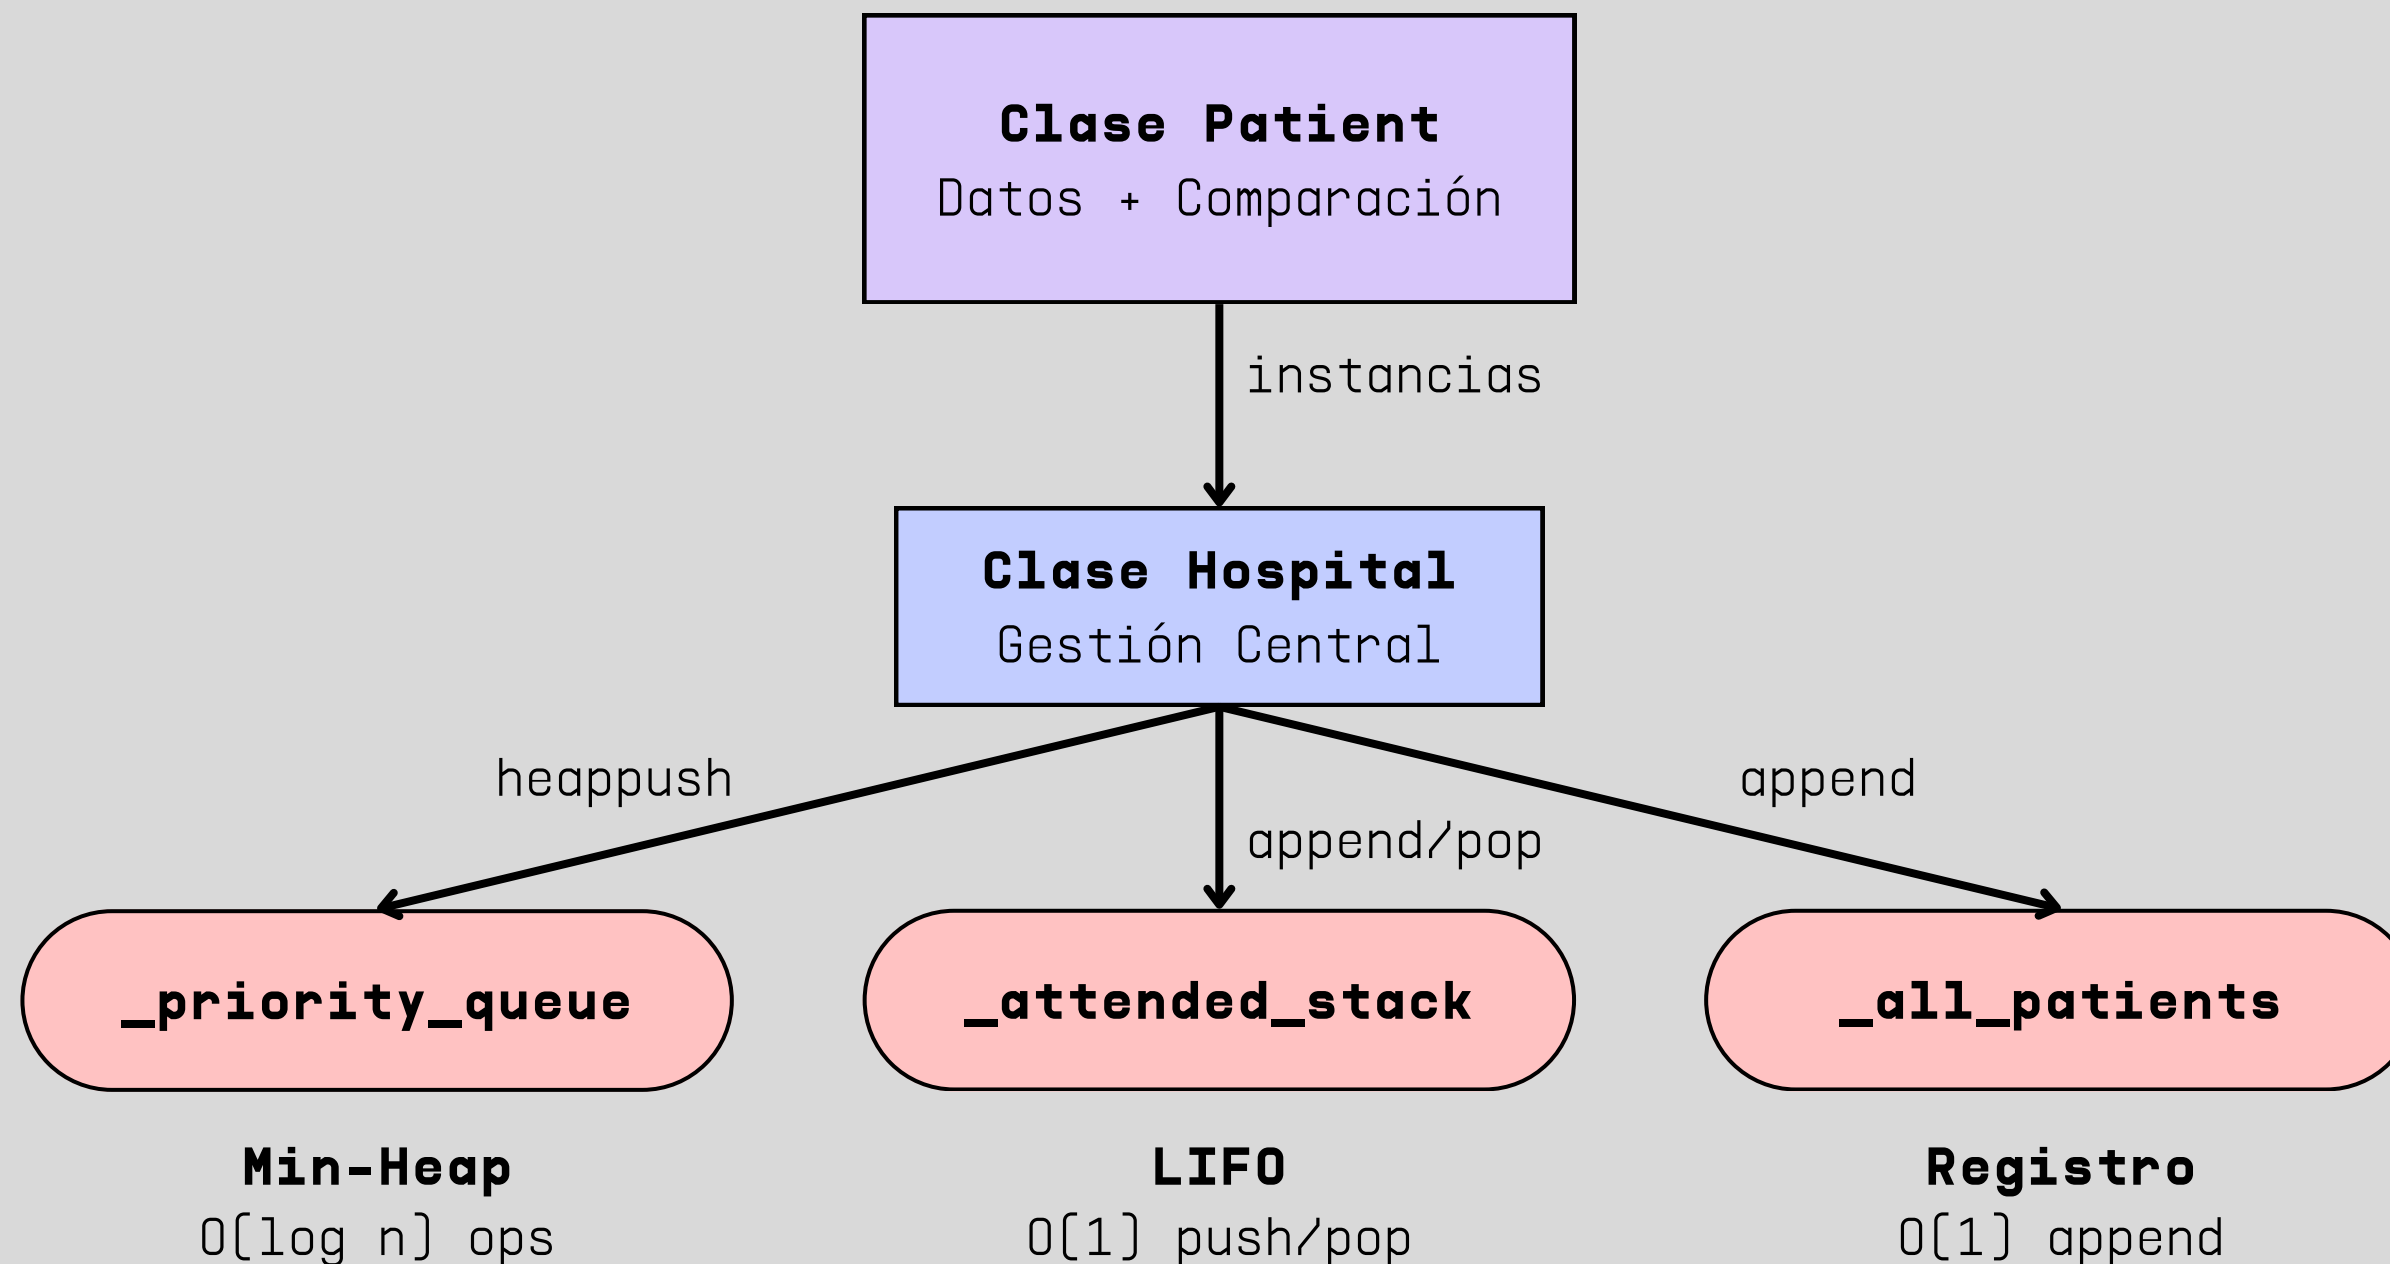 Clase Patient
Datos + Comparación
instancias
Clase Hospital
Gestión Central
heappush
append/pop
append
_priority_queue
_attended_stack
_all_patients
Min-Heap
O(log n) ops
LIFO
O(1) push/pop
Registro
O(1) append